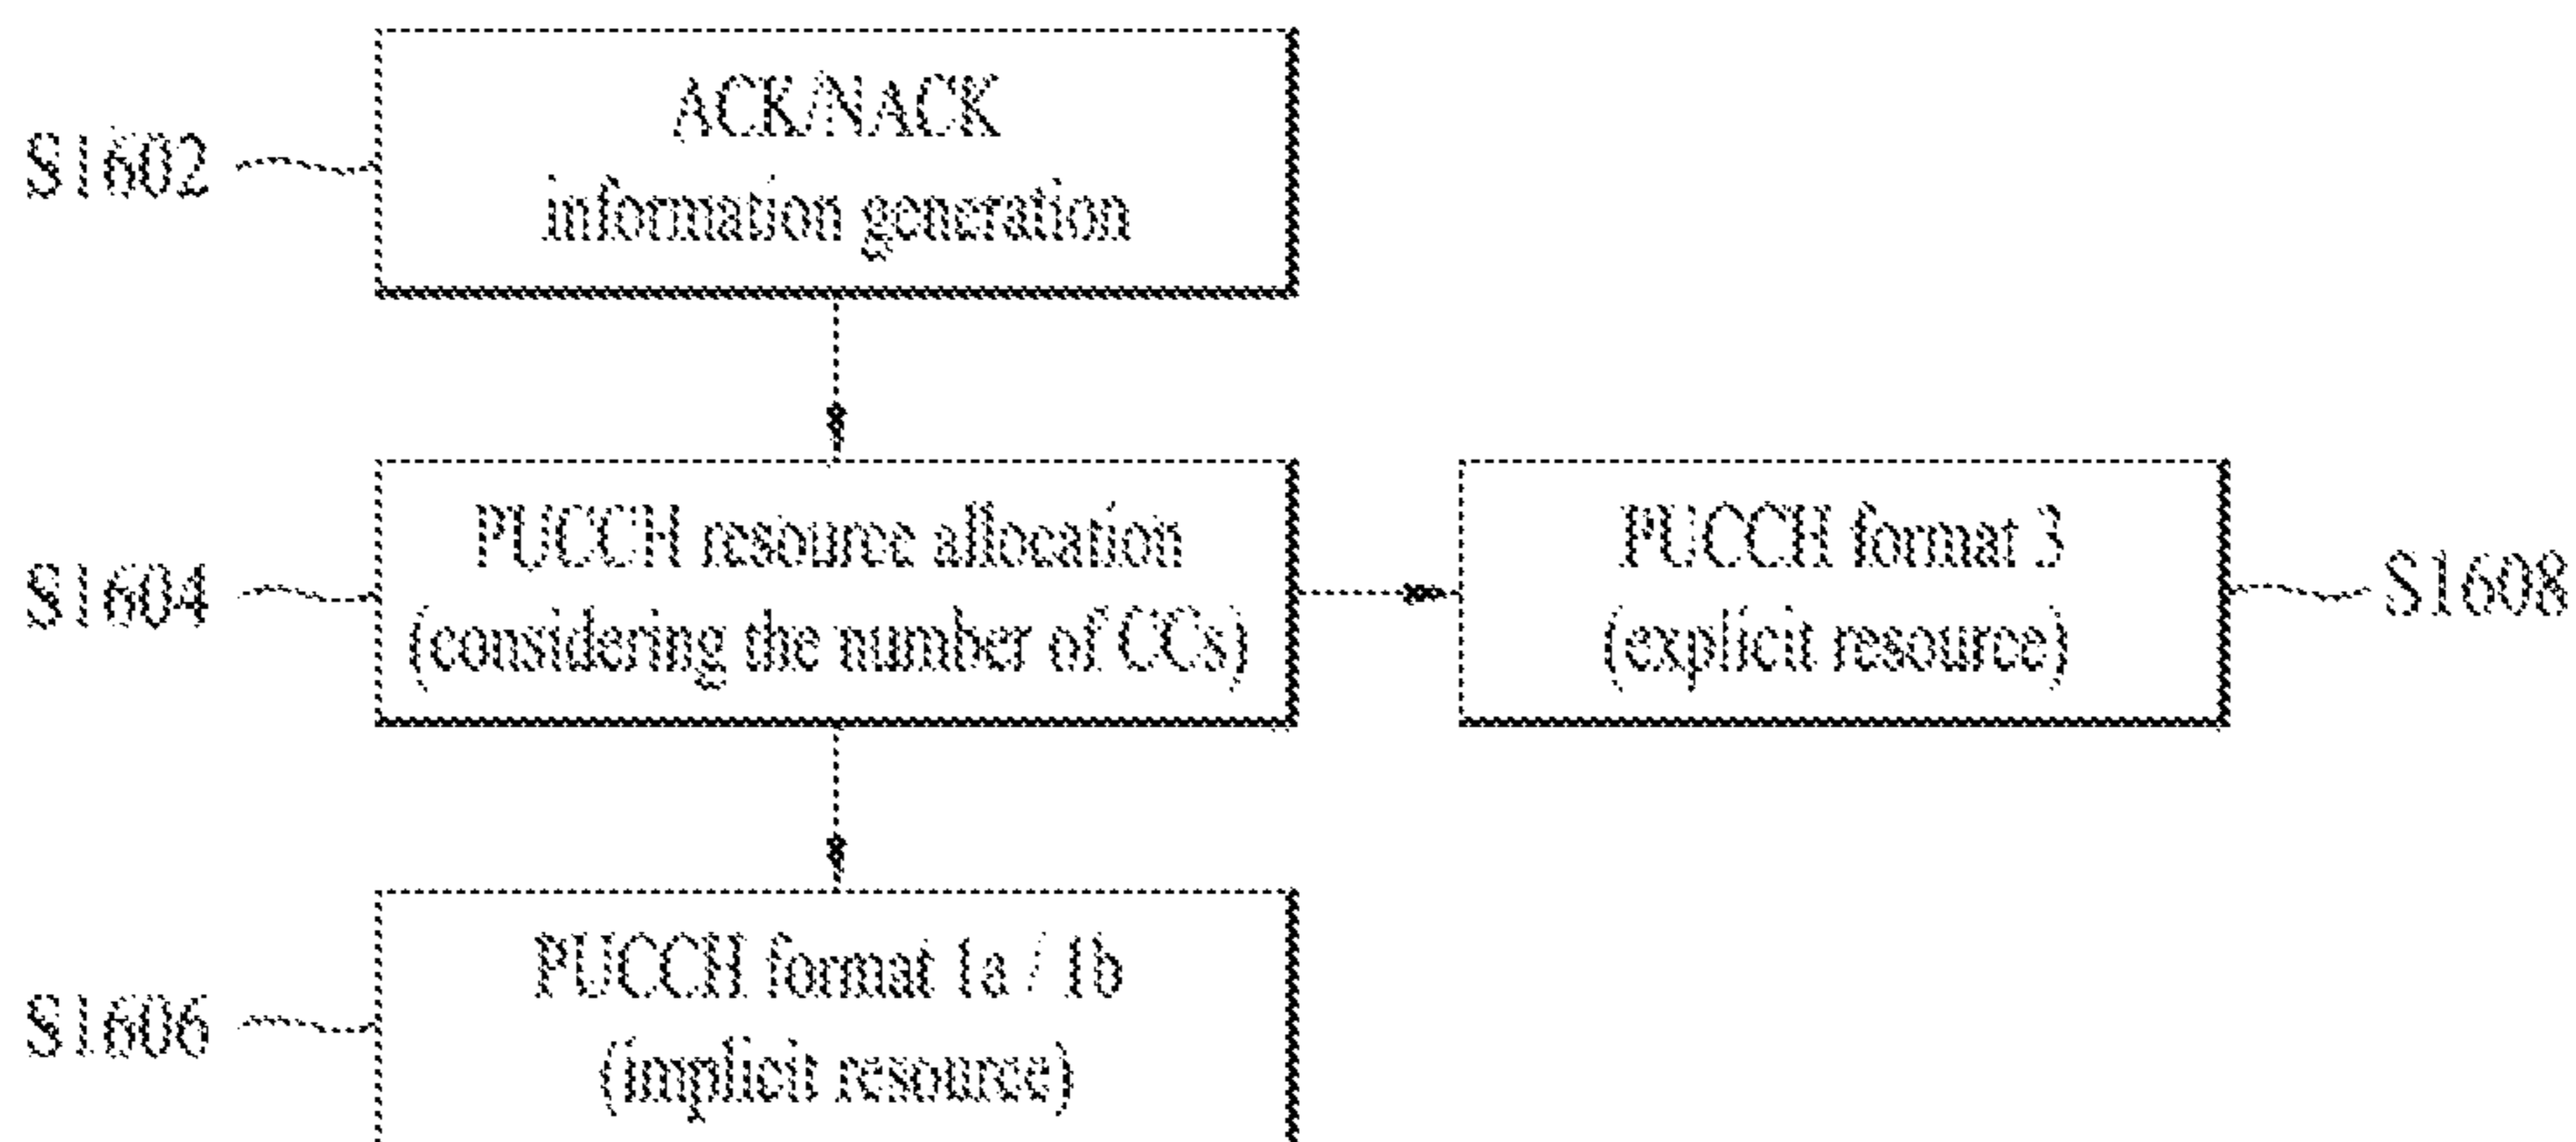 S1602
ACK/NACK
information generation
S1604
PUCCH resource allocation
(considering the number of CCs)
PUCCH format 3
(explicit resource)
S1608
S1606
PUCCH format 1a / 1b
(implicit resource)